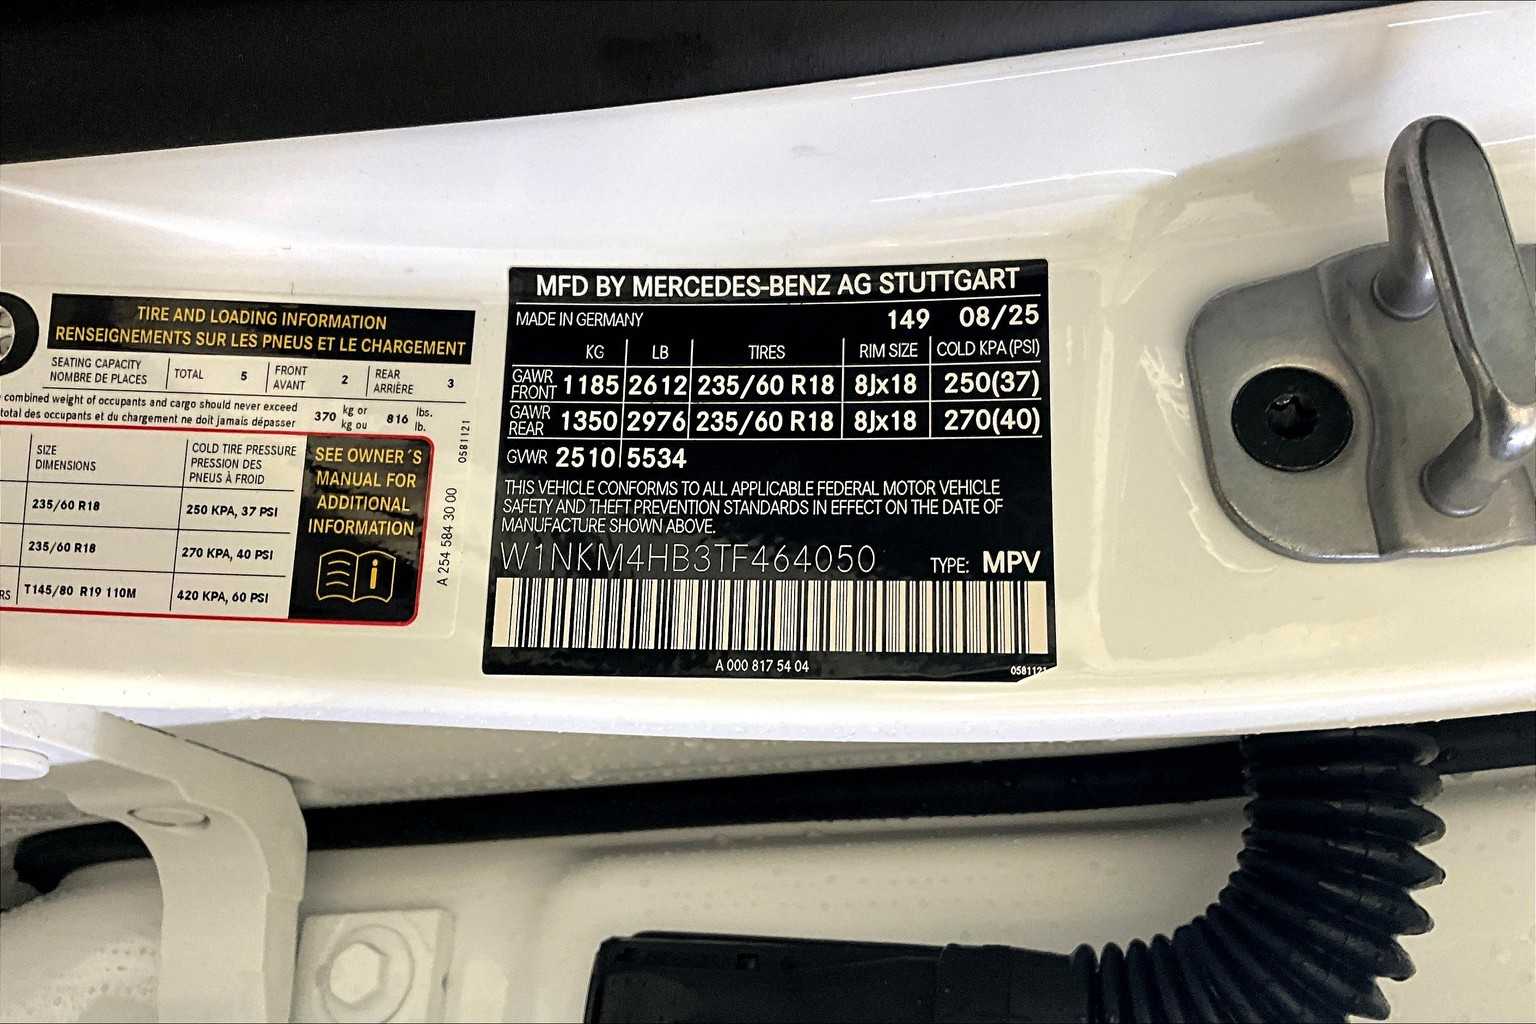 TIRE AND LOADING INFORMATION
RENSEIGNEMENTS SUR LES PNEUS ET LE CHARGEMENT
SEATING CAPACITY
NOMBRE DE PLACES
TOTAL 5
FRONT
AVANT
2
REAR
ARRIÈRE
3
combined weight of occupants and cargo should never exceed
total des occupants et du chargement ne doit jamais dépasser
370 kg or
kg ou
816 lbs.
lb.
SIZE
DIMENSIONS
COLD TIRE PRESSURE
PRESSION DES
PNEUS À FROID
235/60 R18 250 KPA, 37 PSI
235/60 R18 270 KPA, 40 PSI
T145/80 R19 110M 420 KPA, 60 PSI
SEE OWNER´S
MANUAL FOR
ADDITIONAL
INFORMATION
i
A 254 584 30 00
0581121
MFD BY MERCEDES-BENZ AG STUTTGART
MADE IN GERMANY 149 08/25
KG LB TIRES RIM SIZE COLD KPA(PSI)
GAWR
FRONT
1185 2612 235/60 R18 8Jx18 250(37)
GAWR
REAR
1350 2976 235/60 R18 8Jx18 270(40)
GVWR 2510 5534
THIS VEHICLE CONFORMS TO ALL APPLICABLE FEDERAL MOTOR VEHICLE
SAFETY AND THEFT PREVENTION STANDARDS IN EFFECT ON THE DATE OF
MANUFACTURE SHOWN ABOVE.
W1NKM4HB3TF464050 TYPE: MPV
A 000 817 54 04
0581121